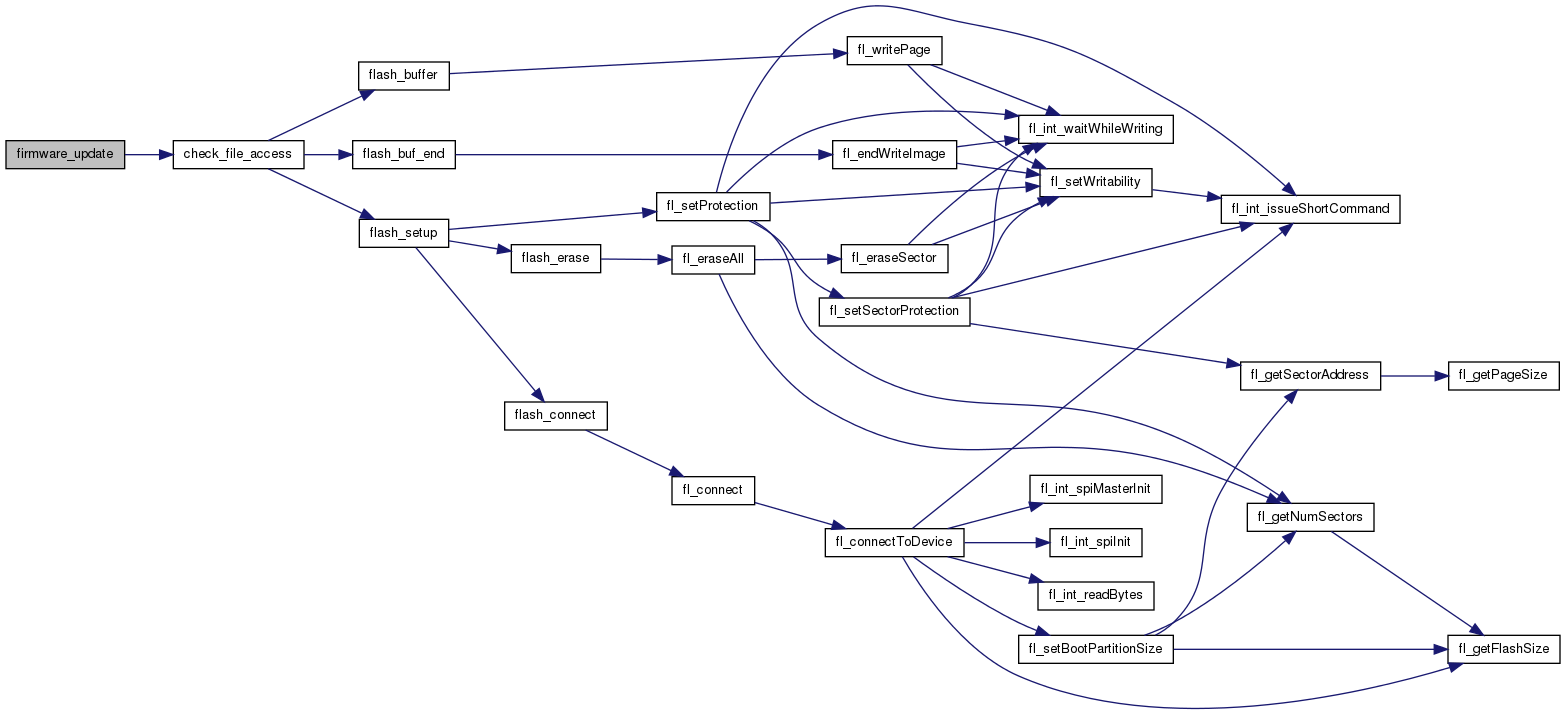 firmware_update
check_file_access
flash_buffer
flash_buf_end
flash_setup
fl_writePage
fl_endWriteImage
fl_setProtection
flash_erase
fl_eraseAll
fl_eraseSector
fl_setSectorProtection
flash_connect
fl_connect
fl_connectToDevice
fl_int_waitWhileWriting
fl_setWritability
fl_int_issueShortCommand
fl_getSectorAddress
fl_getPageSize
fl_int_spiMasterInit
fl_int_spiInit
fl_int_readBytes
fl_setBootPartitionSize
fl_getNumSectors
fl_getFlashSize